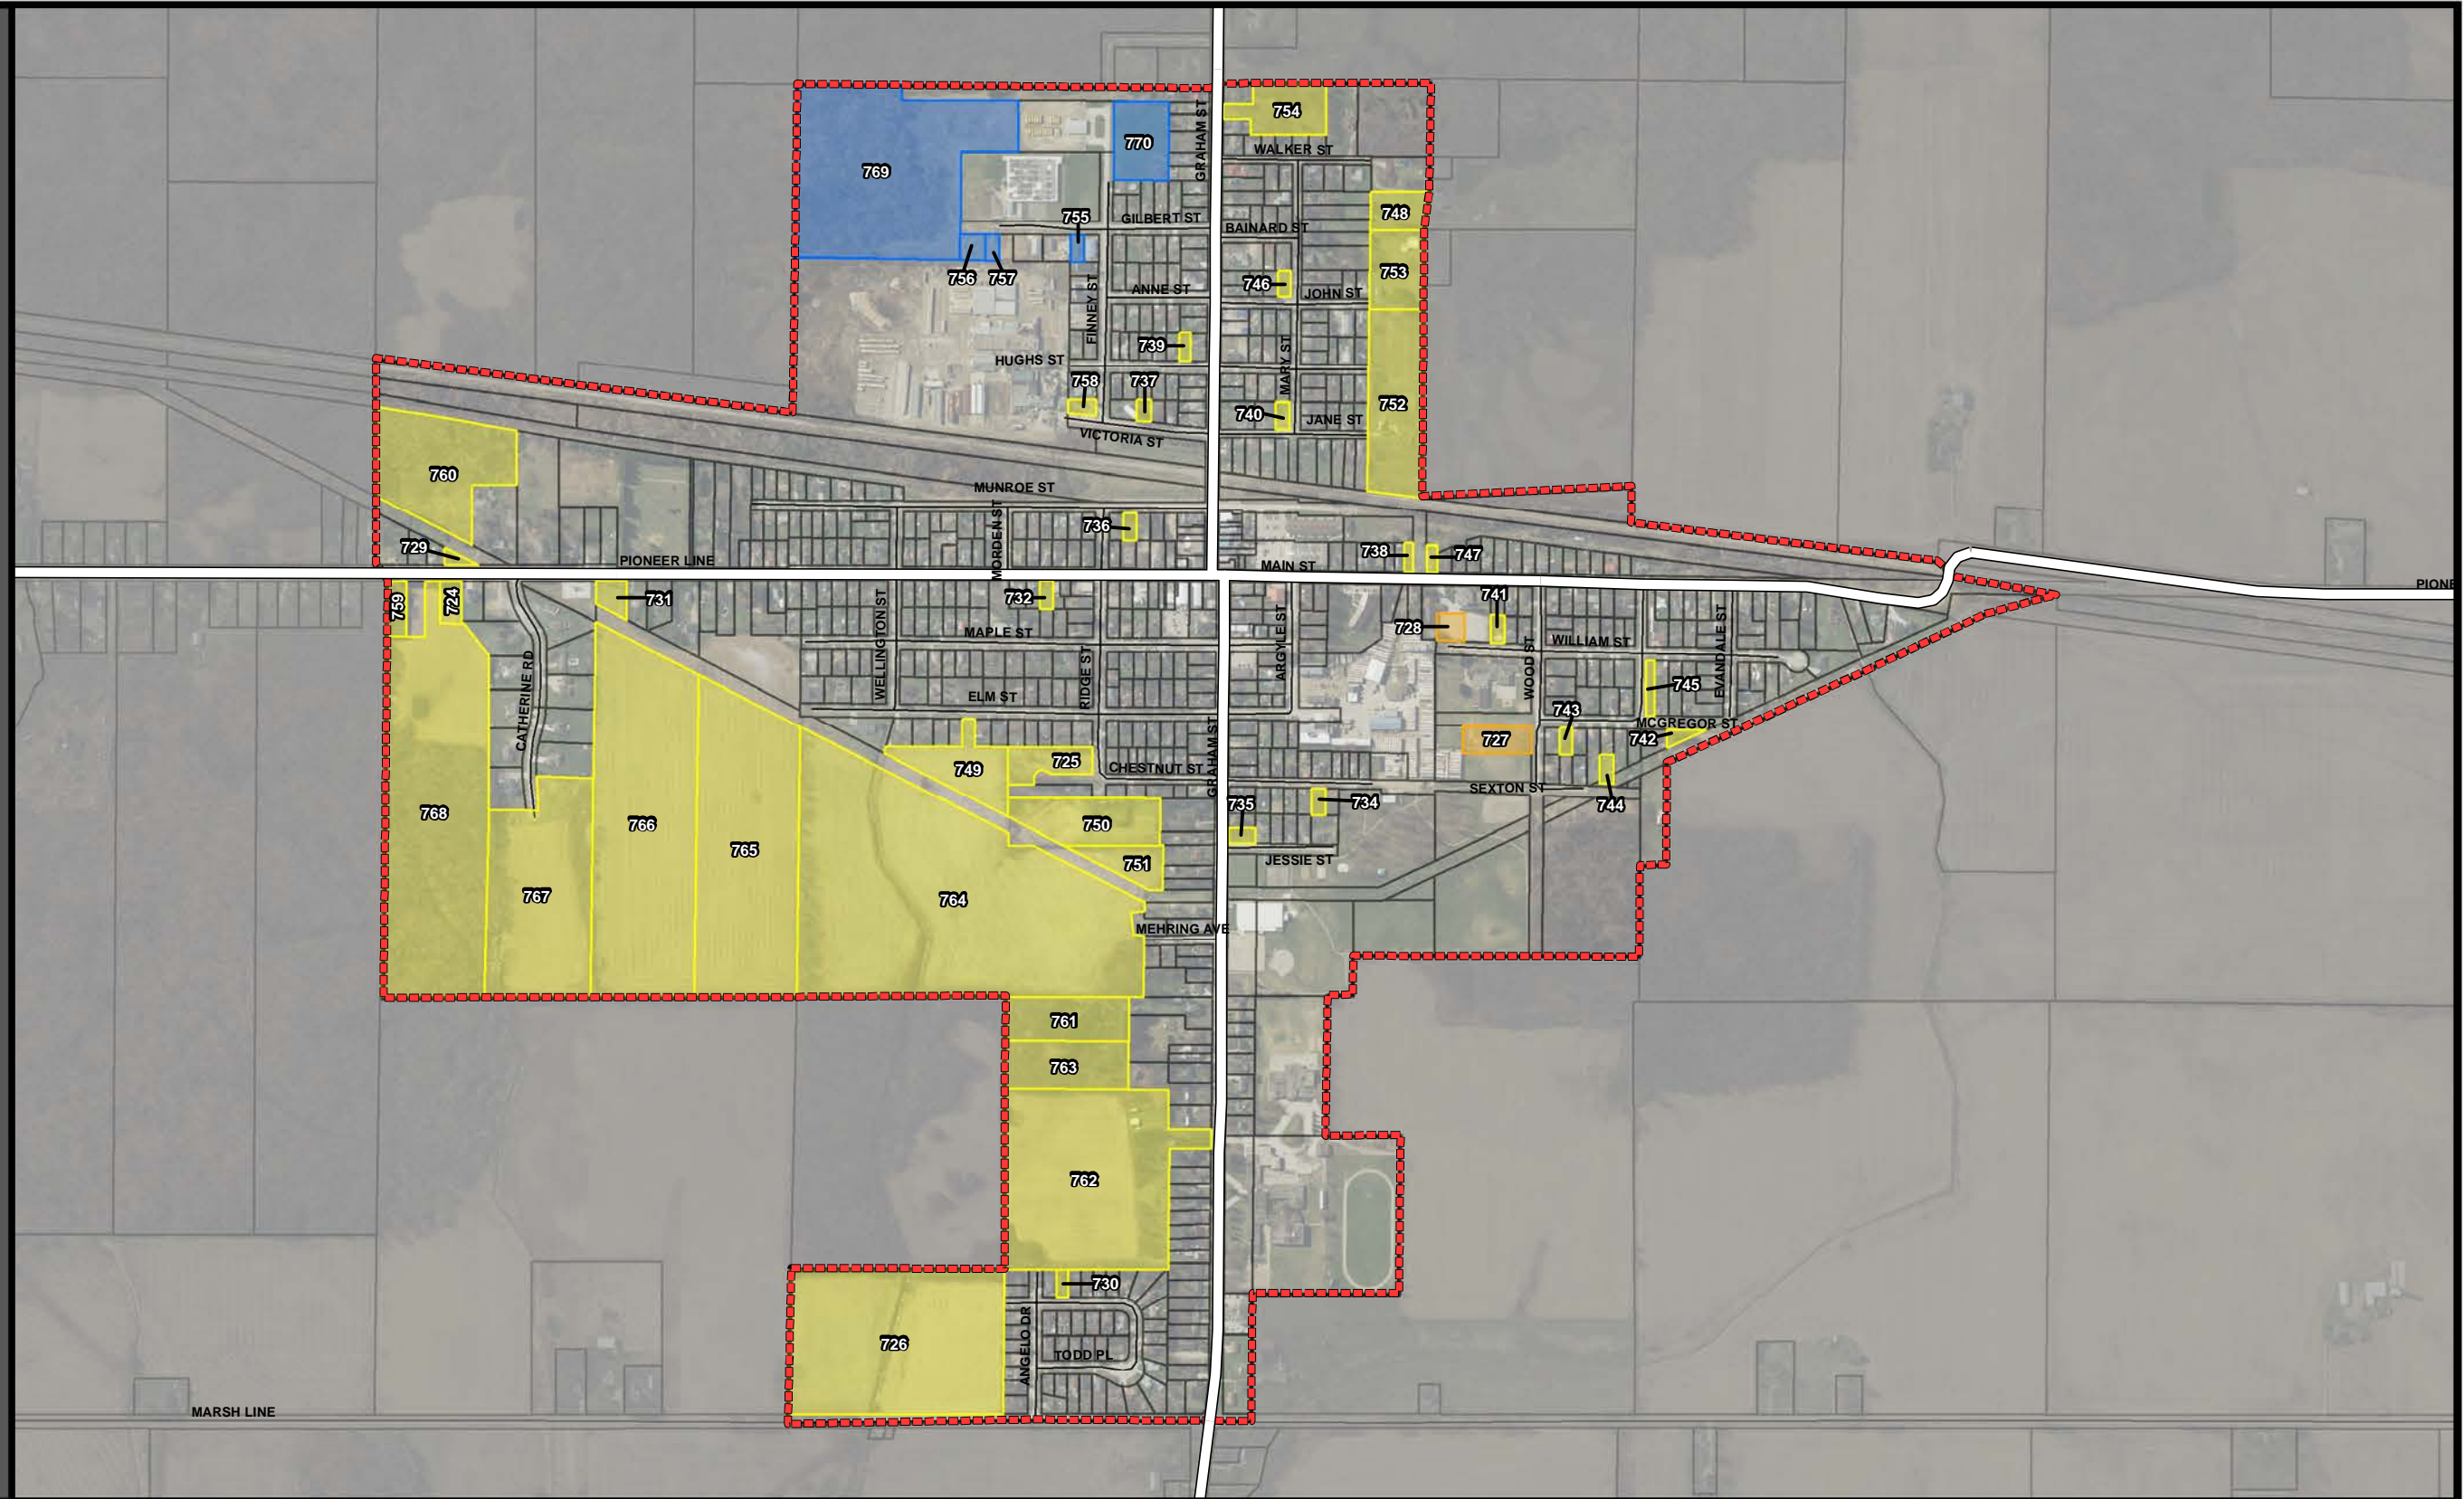 754
770
GRAHAM ST
WALKER ST
769
748
755
GILBERT ST
BAINARD ST
753
756
757
746
ANNE ST
JOHN ST
FINNEY ST
739
HUGHS ST
MARY ST
758
737
752
740
JANE ST
VICTORIA ST
760
MUNROE ST
MORDEN ST
736
729
738
747
PIONEER LINE
MAIN ST
PIONE
759
724
731
732
741
WELLINGTON ST
MAPLE ST
ARGYLE ST
728
WILLIAM ST
EVANDALE ST
CATHERINE RD
RIDGE ST
WOOD ST
ELM ST
745
743
MCGREGOR ST
742
727
749
725
CHESTNUT ST
GRAHAM ST
SEXTON ST
735
734
744
768
766
750
765
JESSIE ST
751
767
764
MEHRING AVE
761
763
762
730
726
ANGELO DR
TODD PL
MARSH LINE